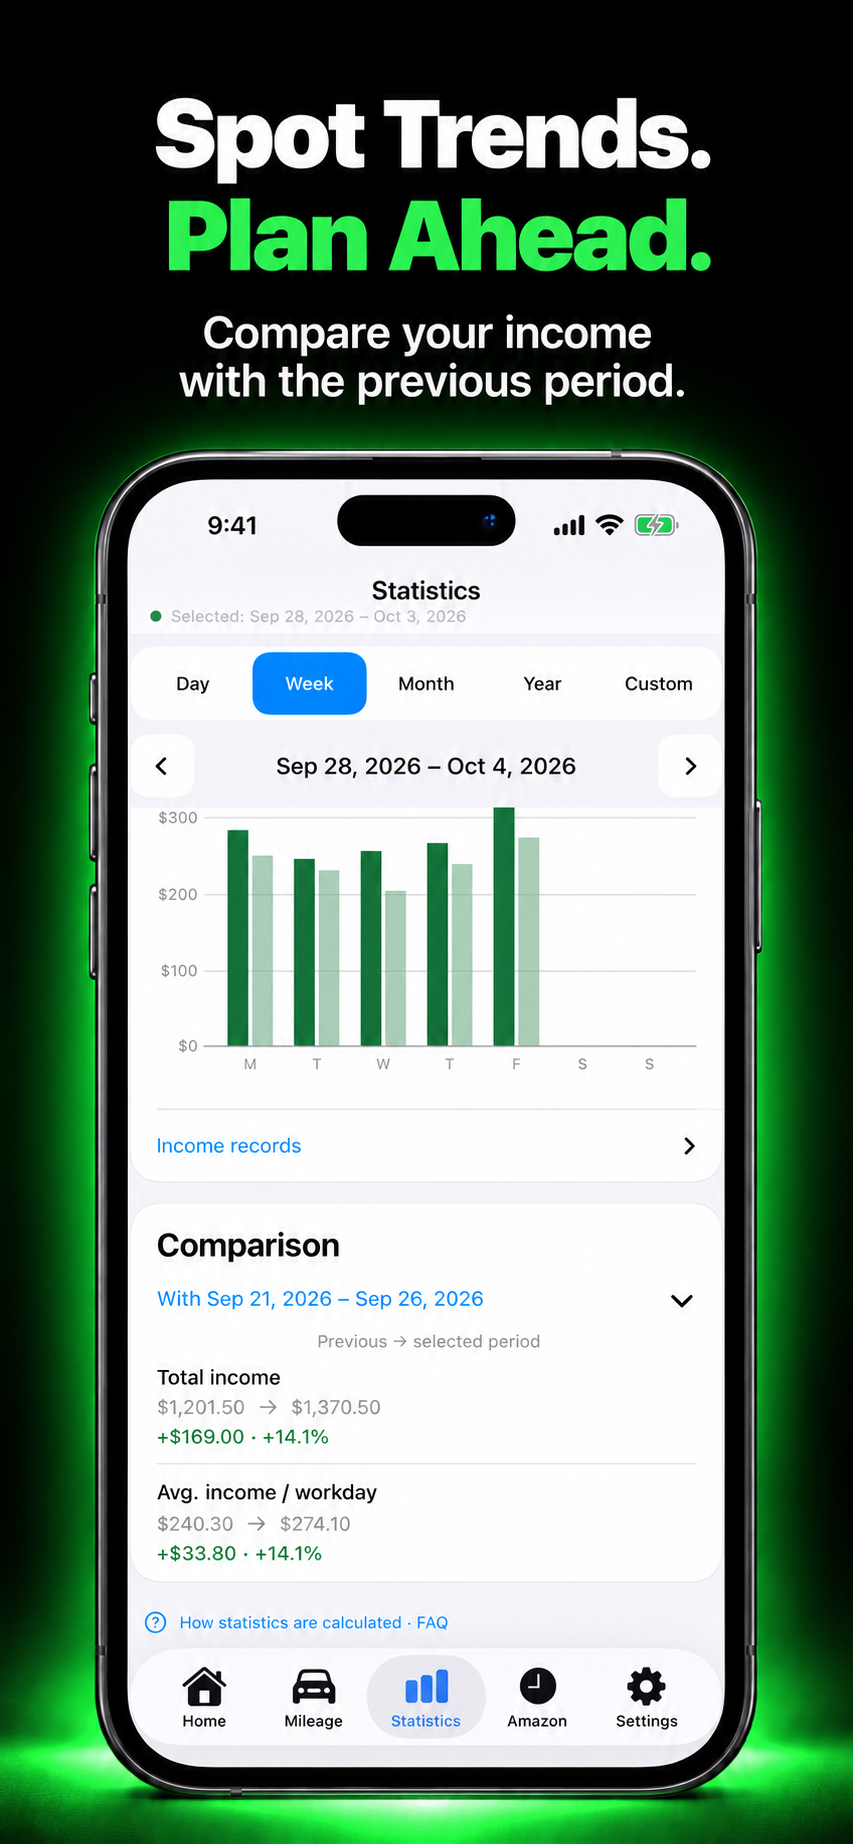 Spot Trends.
Plan Ahead.
Compare your income
with the previous period.
9:41
Statistics
Selected: Sep 28, 2026 – Oct 3, 2026
Day Week Month Year Custom
Sep 28, 2026 – Oct 4, 2026
$300
$200
$100
$0
M T W T F S S
Income records
Comparison
With Sep 21, 2026 – Sep 26, 2026
Previous → selected period
Total income
$1,201.50 → $1,370.50
+$169.00 · +14.1%
Avg. income / workday
$240.30 → $274.10
+$33.80 · +14.1%
How statistics are calculated · FAQ
Home Mileage Statistics Amazon Settings